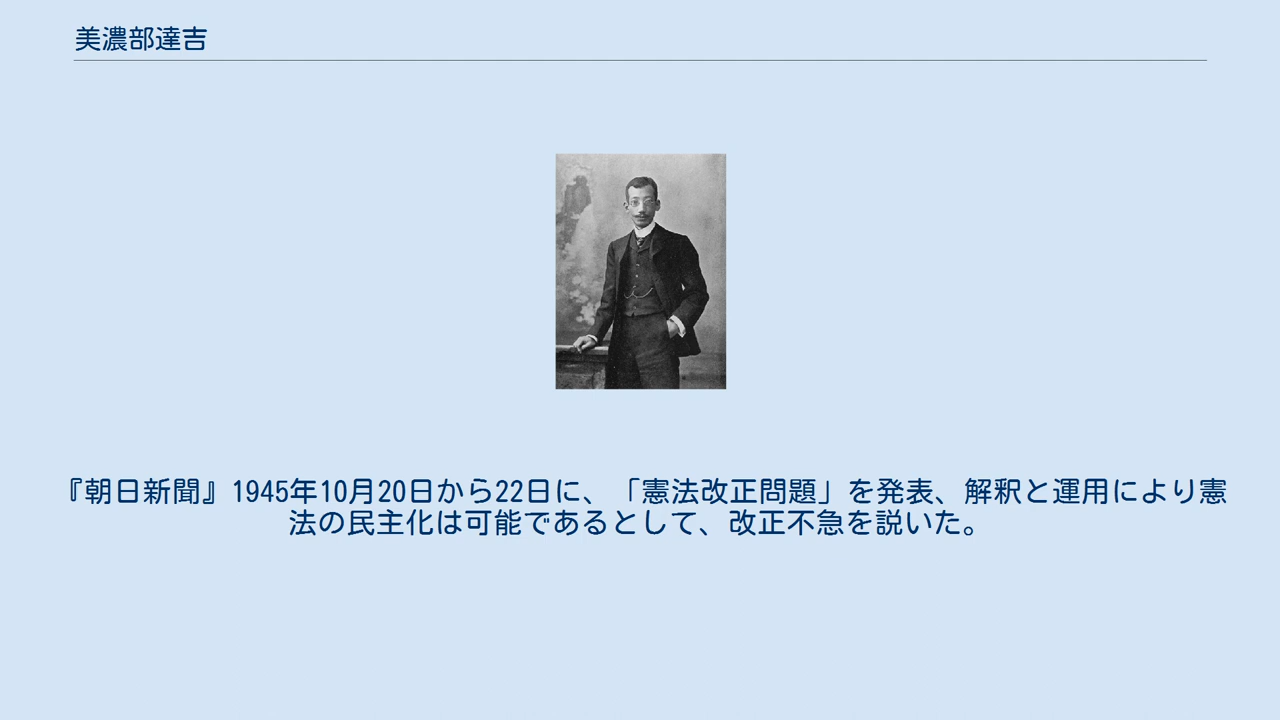 美濃部達吉
『朝日新聞』1945年10月20日から22日に、「憲法改正問題」を発表、解釈と運用により憲
法の民主化は可能であるとして、改正不急を説いた。